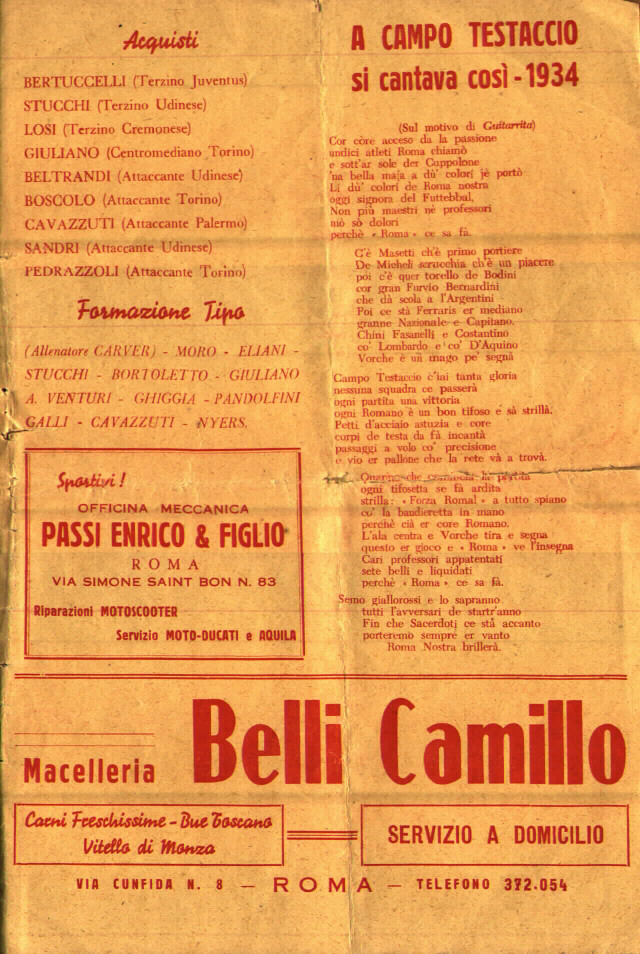 Acquisti
BERTUCCELLI (Terzino Juventus)
STUCCHI (Terzino Udinese)
LOSI (Terzino Cremonese)
GIULIANO (Centromediano Torino)
BELTRANDI (Attaccante Udinese)
BOSCOLO (Attaccante Torino)
CAVAZZUTI (Attaccante Palermo)
SANDRI (Attaccante Udinese)
PEDRAZZOLI (Attaccante Torino)
Formazione Tipo
(Allenatore CARVER) - MORO - ELIANI -
STUCCHI - BORTOLETTO - GIULIANO
A. VENTURI - GHIGGIA - PANDOLFINI
GALLI - CAVAZZUTI - NYERS.
Sportivi!
OFFICINA MECCANICA
PASSI ENRICO & FIGLIO
ROMA
VIA SIMONE SAINT BON N. 83
Riparazioni MOTOSCOOTER
Servizio MOTO-DUCATI e AQUILA
A CAMPO TESTACCIO
si cantava così - 1934
(Sul motivo di Guitarrita)
Cor còre acceso da la passione
undici atleti Roma chiamò
e sott'ar sole der Cuppolone
'na bella maja a dù' colori jè portò
Li dù' colori de Roma nostra
oggi signora del Futtebbal,
Non più maestri nè professori
mò sò dolori
perchè « Roma » ce sa fà.
C'è Masetti ch'è primo portiere
De Micheli scrucchia ch'è un piacere
poi c'è quer torello de Bodini
cor gran Furvio Bernardini
che dà scola a l'Argentini
Poi ce stà Ferraris er mediano
granne Nazionale e Capitano.
Chini Fasanelli e Costantino
co' Lombardo e co' D'Aquino
Vorche è un mago pe' segnà
Campo Testaccio c'iai tanta gloria
nessuna squadra ce passerà
ogni partita una vittoria
ogni Romano è un bon tifoso e sà strillà.
Petti d'acciaio astuzia e core
corpi de testa da fà incantà
passaggi a volo co' precisione
e vio er pallone che la rete và a trovà.
Quanno che comincia la partita
ogni tifosetta se fà ardita
strilla: « Forza Roma! » a tutto spiano
co' la bandieretta in mano
perchè cià er core Romano.
L'ala centra e Vorche tira e segna
questo er gioco e « Roma » ve l'insegna
Cari professori appatentati
sete belli e liquidati
perchè « Roma » ce sa fà.
Semo giallorossi e lo sapranno
tutti l'avversari de startr'anno
Fin che Sacerdoti ce stà accanto
porteremo sempre er vanto
Roma Nostra brillerà.
Macelleria Belli Camillo
Carni Freschissime - Bue Toscano
Vitello di Monza
SERVIZIO A DOMICILIO
VIA CUNFIDA N. 8 — ROMA — TELEFONO 372.054